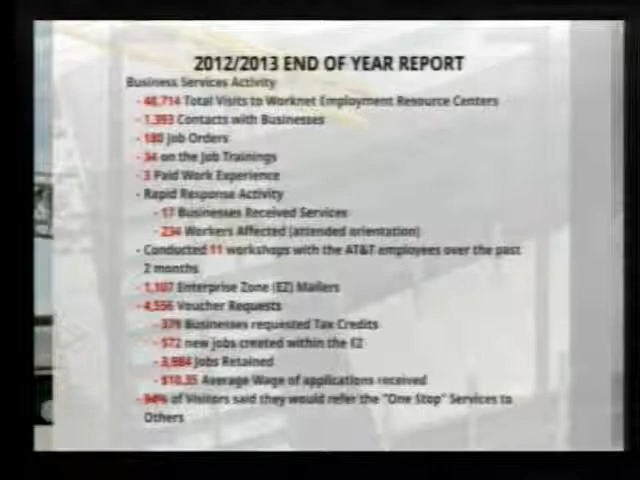 2012/2013 END OF YEAR REPORT
Business Services Activity
- 48,714 Total Visits to Worknet Employment Resource Centers
- 1,393 Contacts with Businesses
- 180 Job Orders
- 34 on the Job Trainings
- 3 Paid Work Experience
- Rapid Response Activity
- 17 Businesses Received Services
- 234 Workers Affected (attended orientation)
- Conducted 11 workshops with the AT&T employees over the past
2 months
- 1,107 Enterprise Zone (EZ) Mailers
- 4,556 Voucher Requests
- 379 Businesses requested Tax Credits
- 572 new jobs created within the EZ
- 3,984 Jobs Retained
- $10.35 Average Wage of applications received
- 94% of Visitors said they would refer the "One Stop" Services to
Others